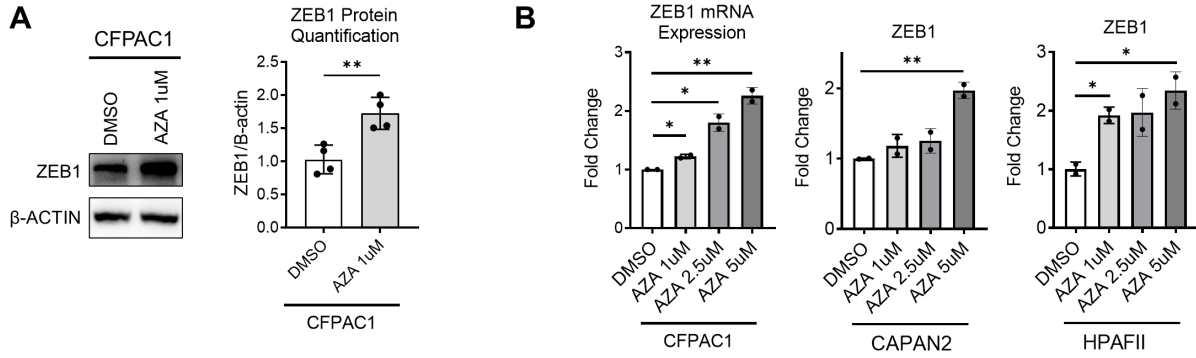 A
CFPAC1
DMSO
AZA 1uM
ZEB1
β-ACTIN
ZEB1 Protein
Quantification
ZEB1/B-actin
2.5
2.0
1.5
1.0
0.5
0.0
**
DMSO
AZA 1uM
CFPAC1
B
ZEB1 mRNA
Expression
Fold Change
3
2
1
0
**
*
*
DMSO
AZA 1uM
AZA 2.5uM
AZA 5uM
CFPAC1
ZEB1
Fold Change
2
1
0
**
DMSO
AZA 1uM
AZA 2.5uM
AZA 5uM
CAPAN2
ZEB1
Fold Change
3
2
1
0
*
*
DMSO
AZA 1uM
AZA 2.5uM
AZA 5uM
HPAFII